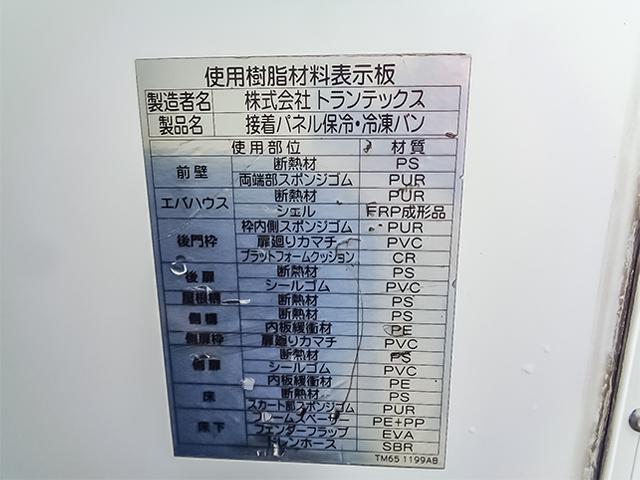 使用樹脂材料表示板
製造者名 株式会社 トランテックス
製品名 接着パネル保冷・冷凍バン
使用部位 材質
前壁 断熱材 PS
両端部スポンジゴム PUR
エバハウス 断熱材 PUR
シェル FRP成形品
後門枠 枠内側スポンジゴム PUR
扉廻りカマチ PVC
プラットフォームクッション CR
後扉 断熱材 PS
シールゴム PVC
屋根構 断熱材 PS
側構 断熱材 PS
内板緩衝材 PE
側扉枠 扉廻りカマチ PVC
側扉 断熱材 PS
シールゴム PVC
内板緩衝材 PE
床 断熱材 PS
スカート部スポンジゴム PUR
床下 フレームスペーサ PE+PP
フェンダーフラップ EVA
ドレンホース SBR
TM65 1199AB